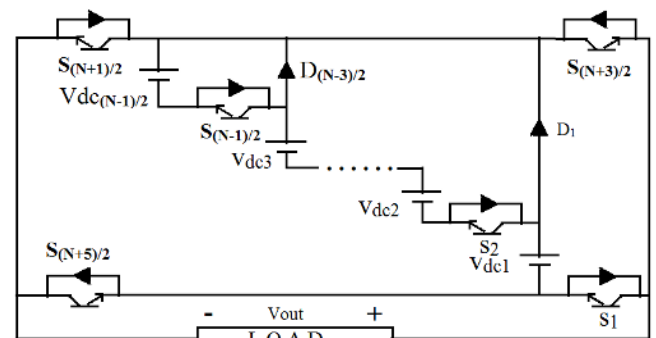 S(N+1)/2
Vdc(N-1)/2
D(N-3)/2
S(N+3)/2
S(N-1)/2
D1
Vdc3
Vdc2
S2
Vdc1
S(N+5)/2
S1
- Vout +
LOAD